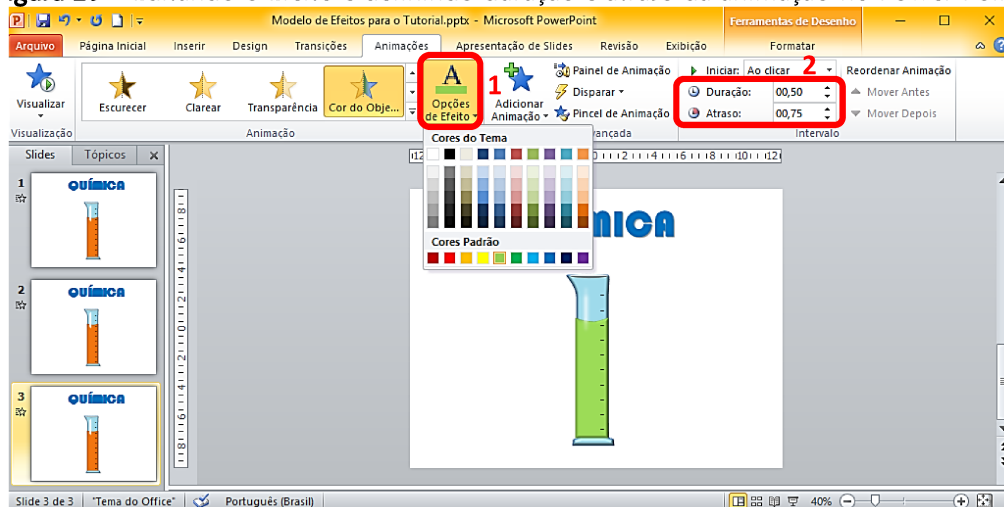 Modelo de Efeitos para o Tutorial.pptx - Microsoft PowerPoint
Ferramentas de Desenho
Arquivo Página Inicial Inserir Design Transições Animações Apresentação de Slides Revisão Exibição Formatar
Visualizar
Escurecer
Clarear
Transparência
Cor do Obje...
Opções de Efeito
1
Adicionar Animação
Painel de Animação
Disparar
Pincel de Animação
Iniciar: Ao clicar
2
Duração: 00,50
Atraso: 00,75
Reordenar Animação
Mover Antes
Mover Depois
Visualização
Animação
Intervalo
Cores do Tema
Cores Padrão
Slides Tópicos
1
QUÍMICA
2
QUÍMICA
3
QUÍMICA
MICA
Slide 3 de 3 "Tema do Office" Português (Brasil) 40%